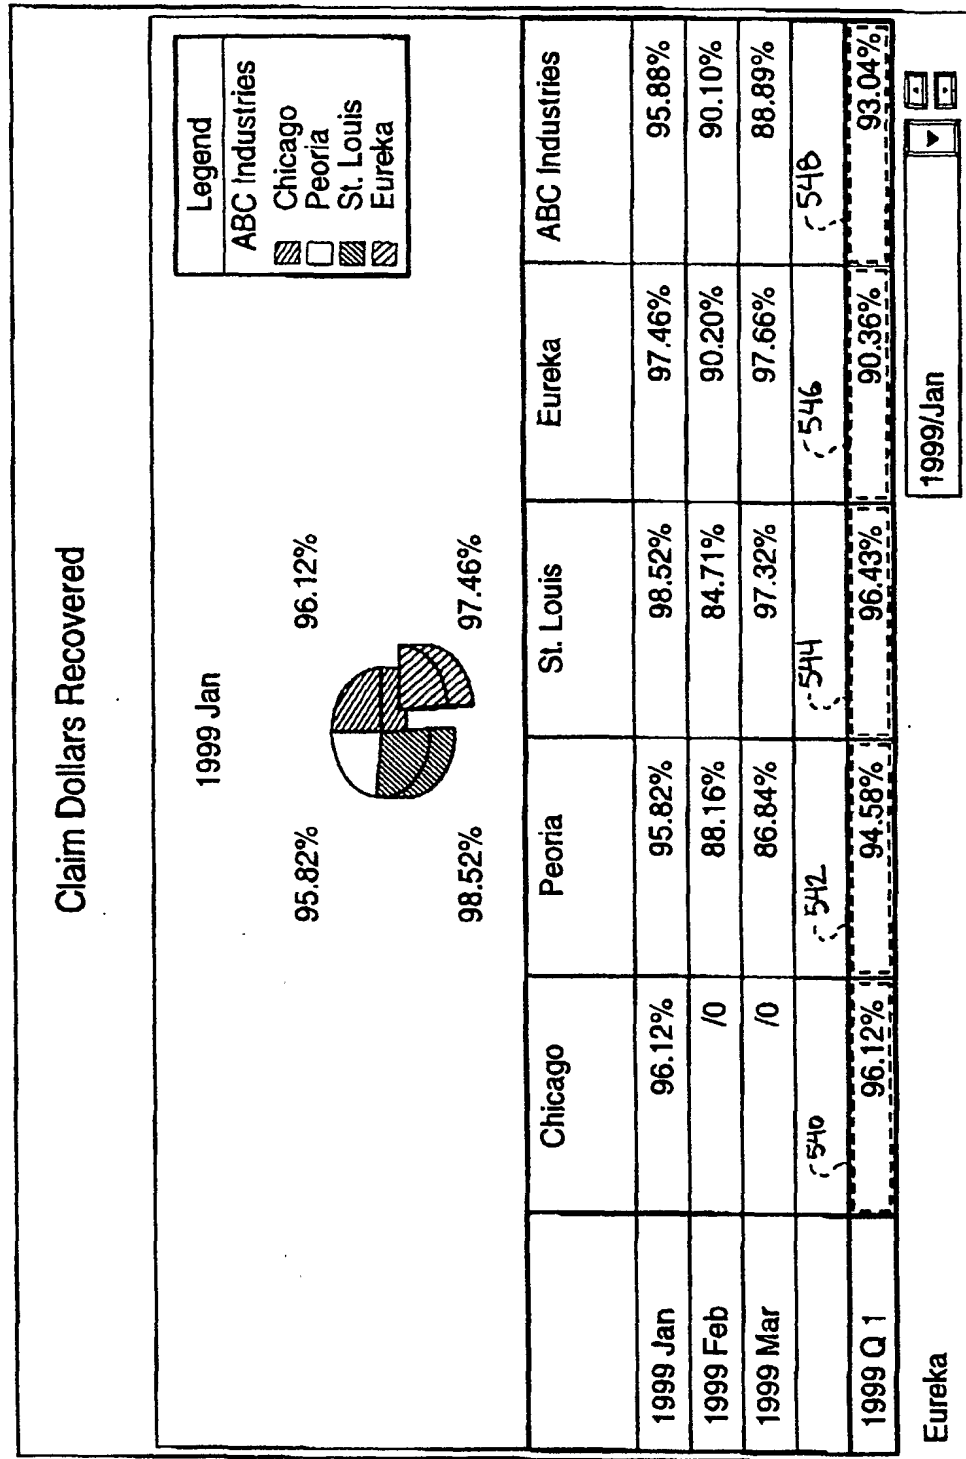 Claim Dollars Recovered
1999 Jan
95.82%
96.12%
98.52%
97.46%
Legend
ABC Industries
Chicago
Peoria
St. Louis
Eureka
Chicago Peoria St. Louis Eureka ABC Industries
1999 Jan 96.12% 95.82% 98.52% 97.46% 95.88%
1999 Feb /0 88.16% 84.71% 90.20% 90.10%
1999 Mar /0 86.84% 97.32% 97.66% 88.89%
540 542 544 546 548
1999 Q 1 96.12% 94.58% 96.43% 90.36% 93.04%
Eureka 1999/Jan